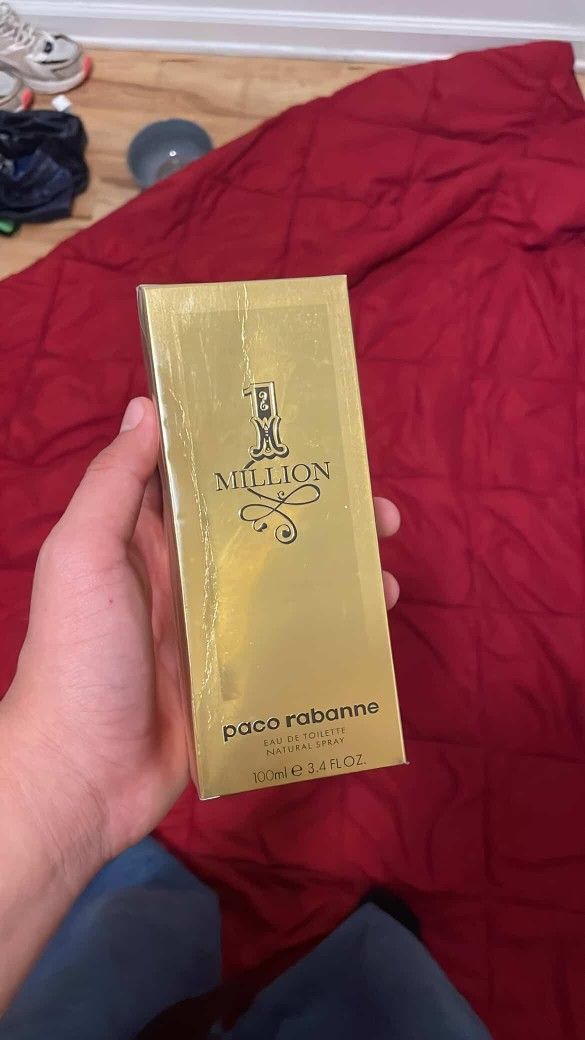 1
MILLION
paco rabanne
EAU DE TOILETTE
NATURAL SPRAY
100ml e 3.4 FL.OZ.